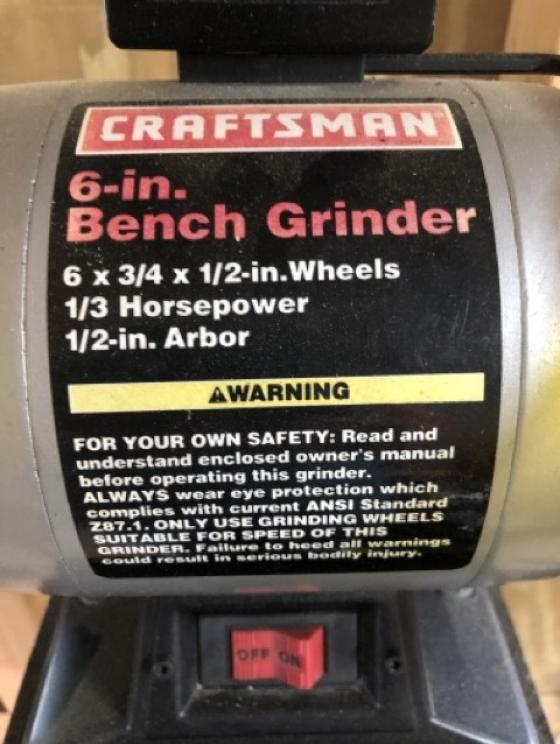 CRAFTSMAN
6-in.
Bench Grinder
6 x 3/4 x 1/2-in.Wheels
1/3 Horsepower
1/2-in. Arbor
⚠WARNING
FOR YOUR OWN SAFETY: Read and
understand enclosed owner's manual
before operating this grinder.
ALWAYS wear eye protection which
complies with current ANSI Standard
Z87.1. ONLY USE GRINDING WHEELS
SUITABLE FOR SPEED OF THIS
GRINDER. Failure to heed all warnings
could result in serious bodily injury.
OFF ON